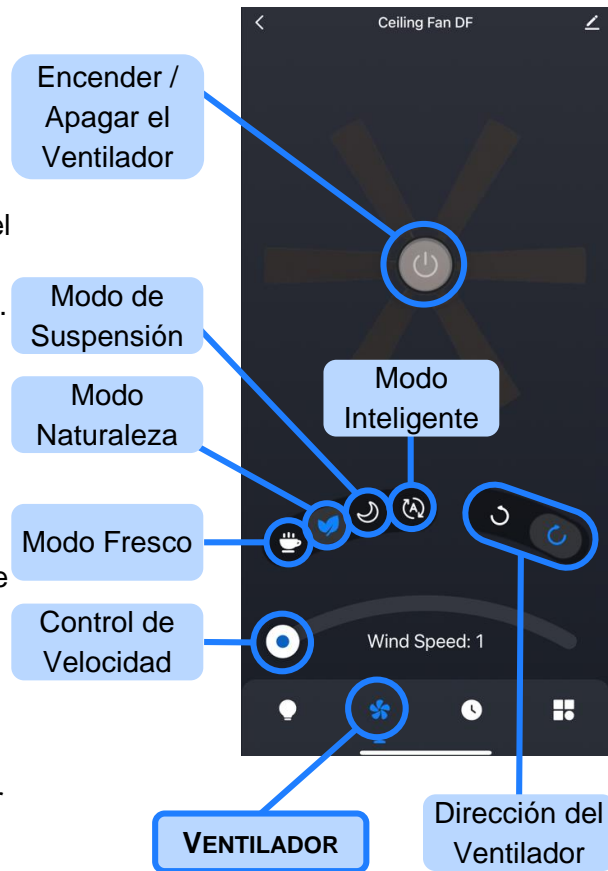 Ceiling Fan DF
Encender /
Apagar el
Ventilador
el
.
Modo de
Suspensión
Modo
Inteligente
Modo
Naturaleza
Modo Fresco
e
Control de
Velocidad
Wind Speed: 1
.
VENTILADOR
Dirección del
Ventilador